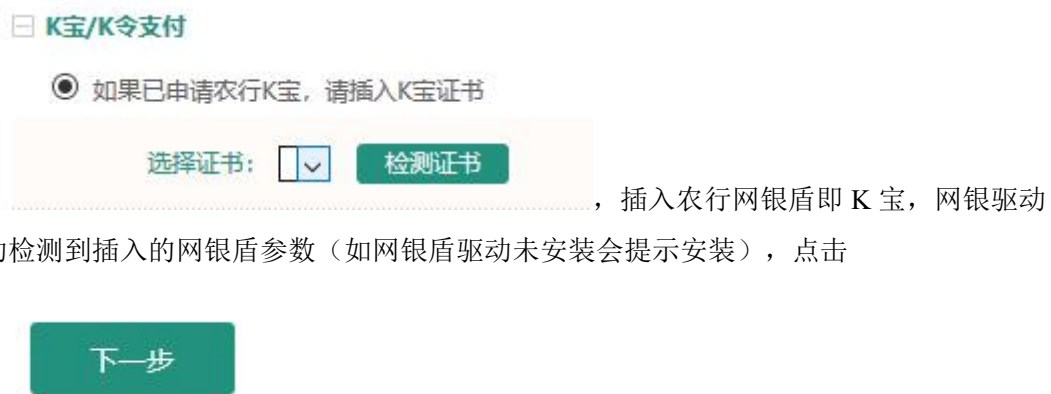 K宝/K令支付
如果已申请农行K宝，请插入K宝证书
选择证书： 检测证书
，插入农行网银盾即 K 宝，网银驱动
检测到插入的网银盾参数（如网银盾驱动未安装会提示安装），点击
下一步